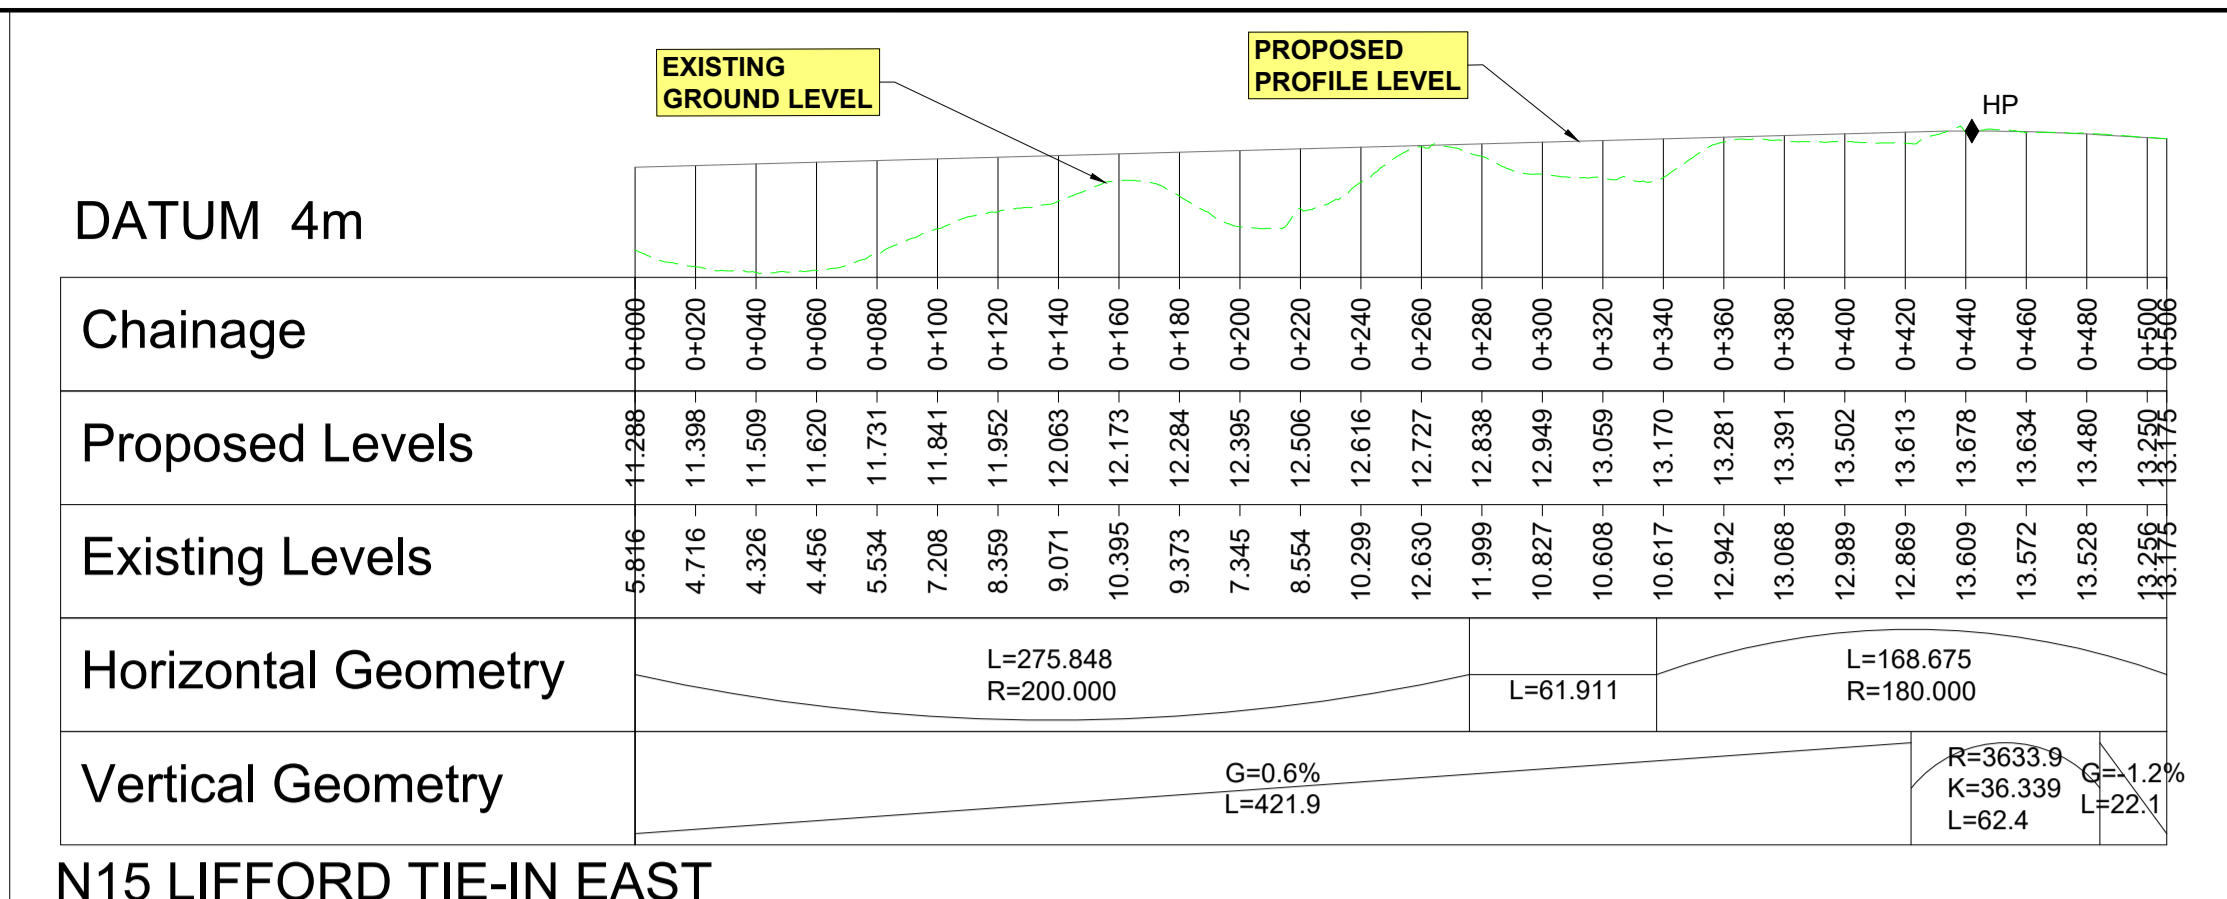 EXISTING
GROUND LEVEL
PROPOSED
PROFILE LEVEL
HP
DATUM 4m
Chainage
0+000 0+020 0+040 0+060 0+080 0+100 0+120 0+140 0+160 0+180 0+200 0+220 0+240 0+260 0+280 0+300 0+320 0+340 0+360 0+380 0+400 0+420 0+440 0+460 0+480 0+500 0+506
Proposed Levels
11.288 11.398 11.509 11.620 11.731 11.841 11.952 12.063 12.173 12.284 12.395 12.506 12.616 12.727 12.838 12.949 13.059 13.170 13.281 13.391 13.502 13.613 13.678 13.634 13.480 13.250 13.175
Existing Levels
5.816 4.716 4.326 4.456 5.534 7.208 8.359 9.071 10.395 9.373 7.345 8.554 10.299 12.630 11.999 10.827 10.608 10.617 12.942 13.068 12.989 12.869 13.609 13.572 13.528 13.256 13.175
Horizontal Geometry
L=275.848
R=200.000
L=61.911
L=168.675
R=180.000
Vertical Geometry
G=0.6%
L=421.9
R=3633.9
K=36.339
L=62.4
G=-1.2%
L=22.1
N15 LIFFORD TIE-IN EAST